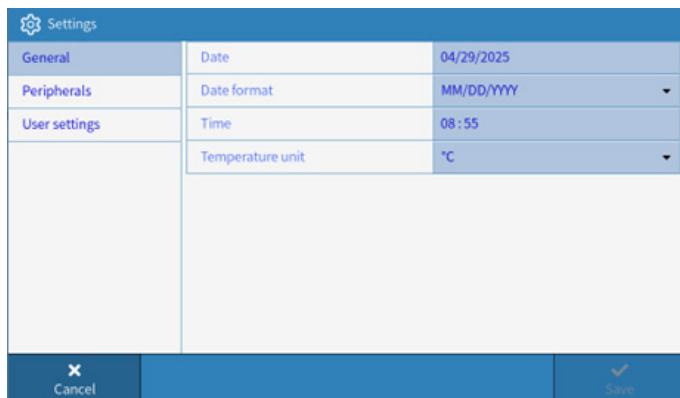 Settings
General
Date
04/29/2025
Peripherals
Date format
MM/DD/YYYY
User settings
Time
08:55
Temperature unit
°C
Cancel
Save